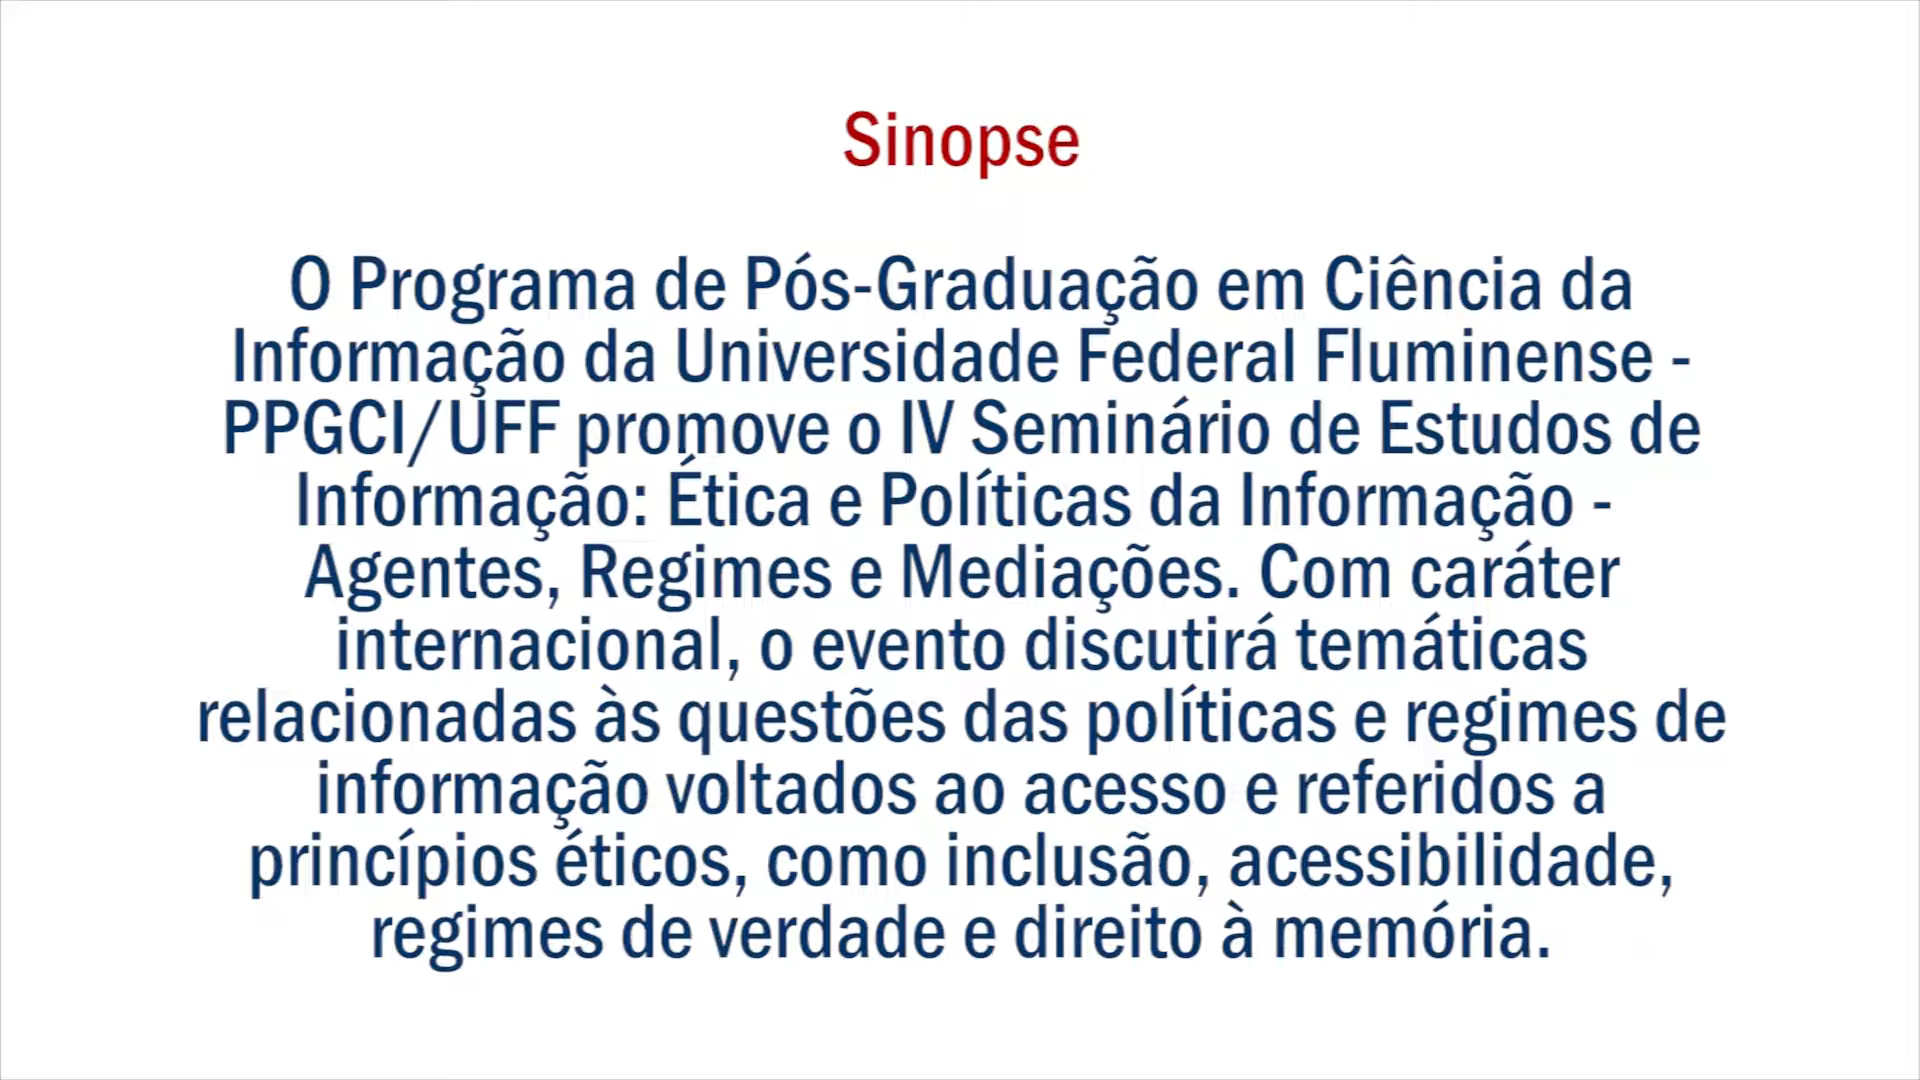 Sinopse
O Programa de Pós-Graduação em Ciência da
Informação da Universidade Federal Fluminense -
PPGCI/UFF promove o IV Seminário de Estudos de
Informação: Ética e Políticas da Informação -
Agentes, Regimes e Mediações. Com caráter
internacional, o evento discutirá temáticas
relacionadas às questões das políticas e regimes de
informação voltados ao acesso e referidos a
princípios éticos, como inclusão, acessibilidade,
regimes de verdade e direito à memória.